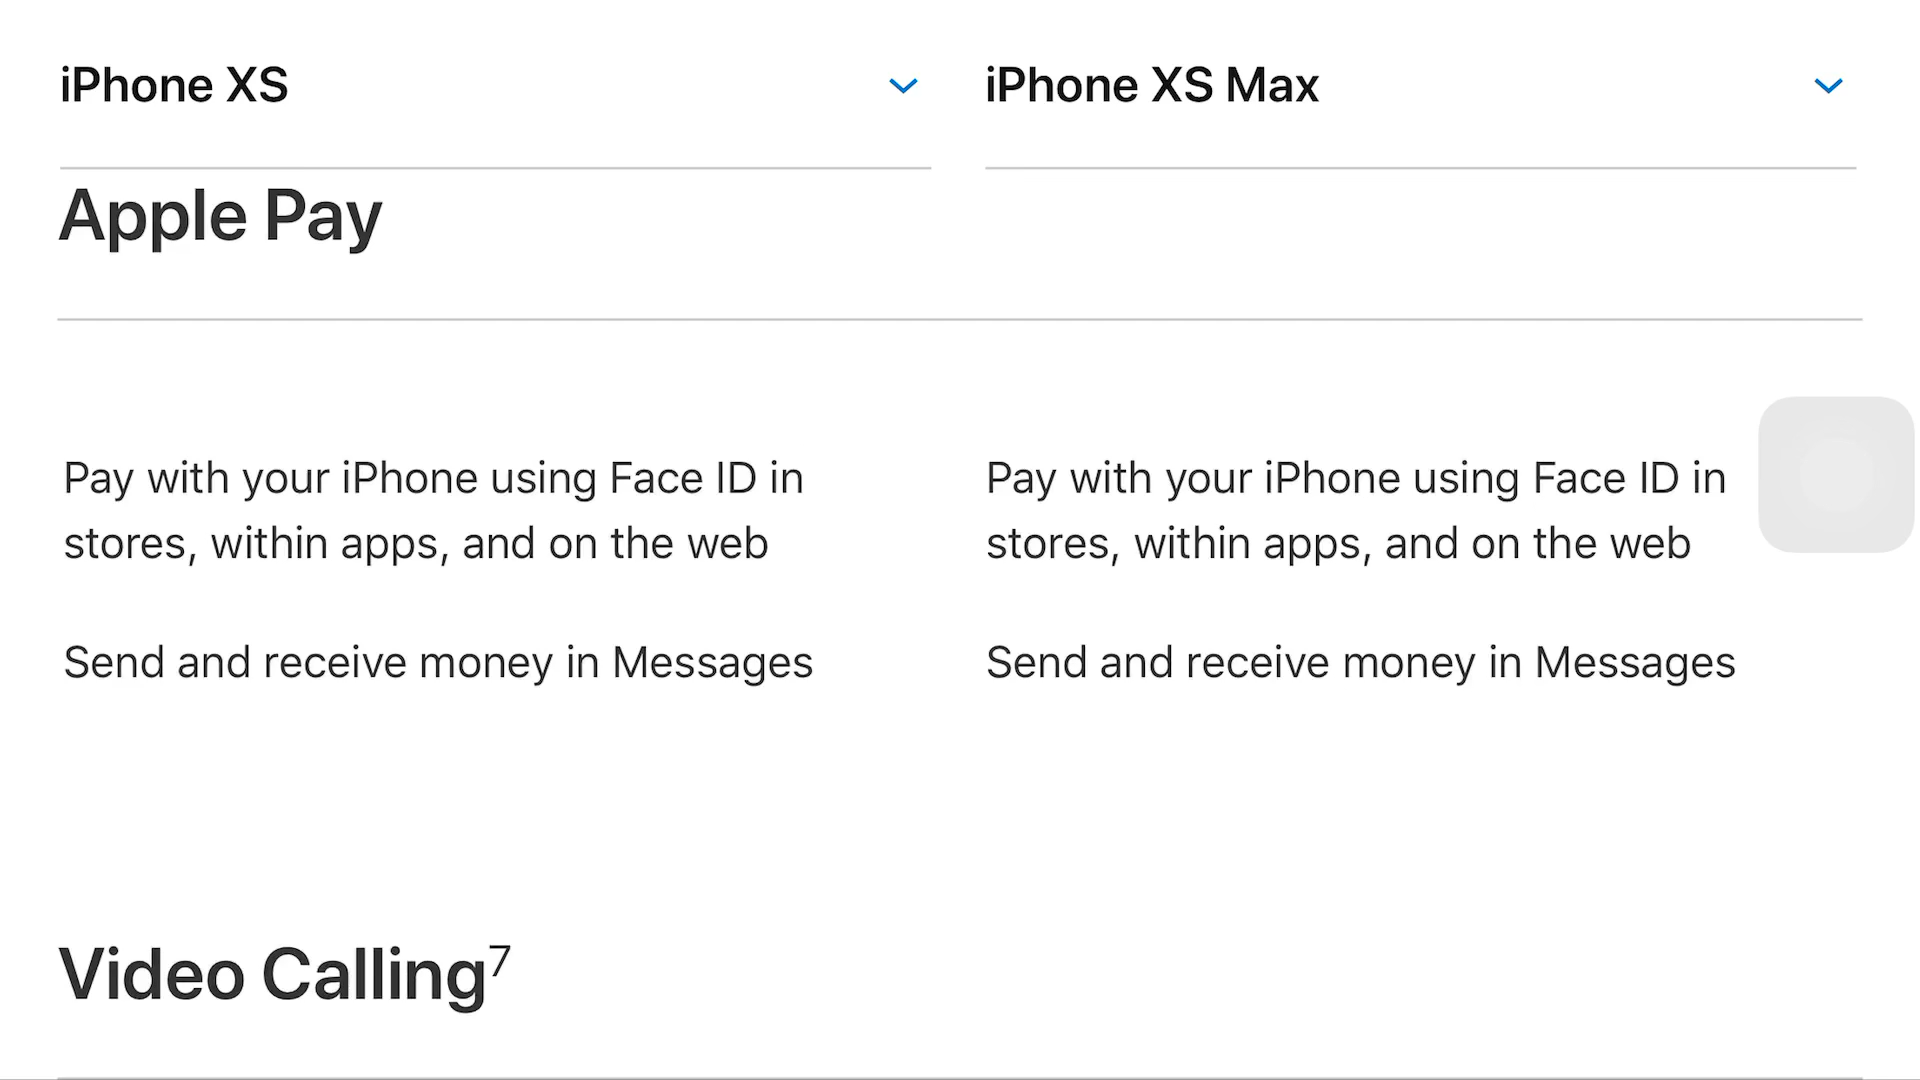 iPhone XS
iPhone XS Max
Apple Pay
Pay with your iPhone using Face ID in
stores, within apps, and on the web
Send and receive money in Messages
Pay with your iPhone using Face ID in
stores, within apps, and on the web
Send and receive money in Messages
Video Calling⁷